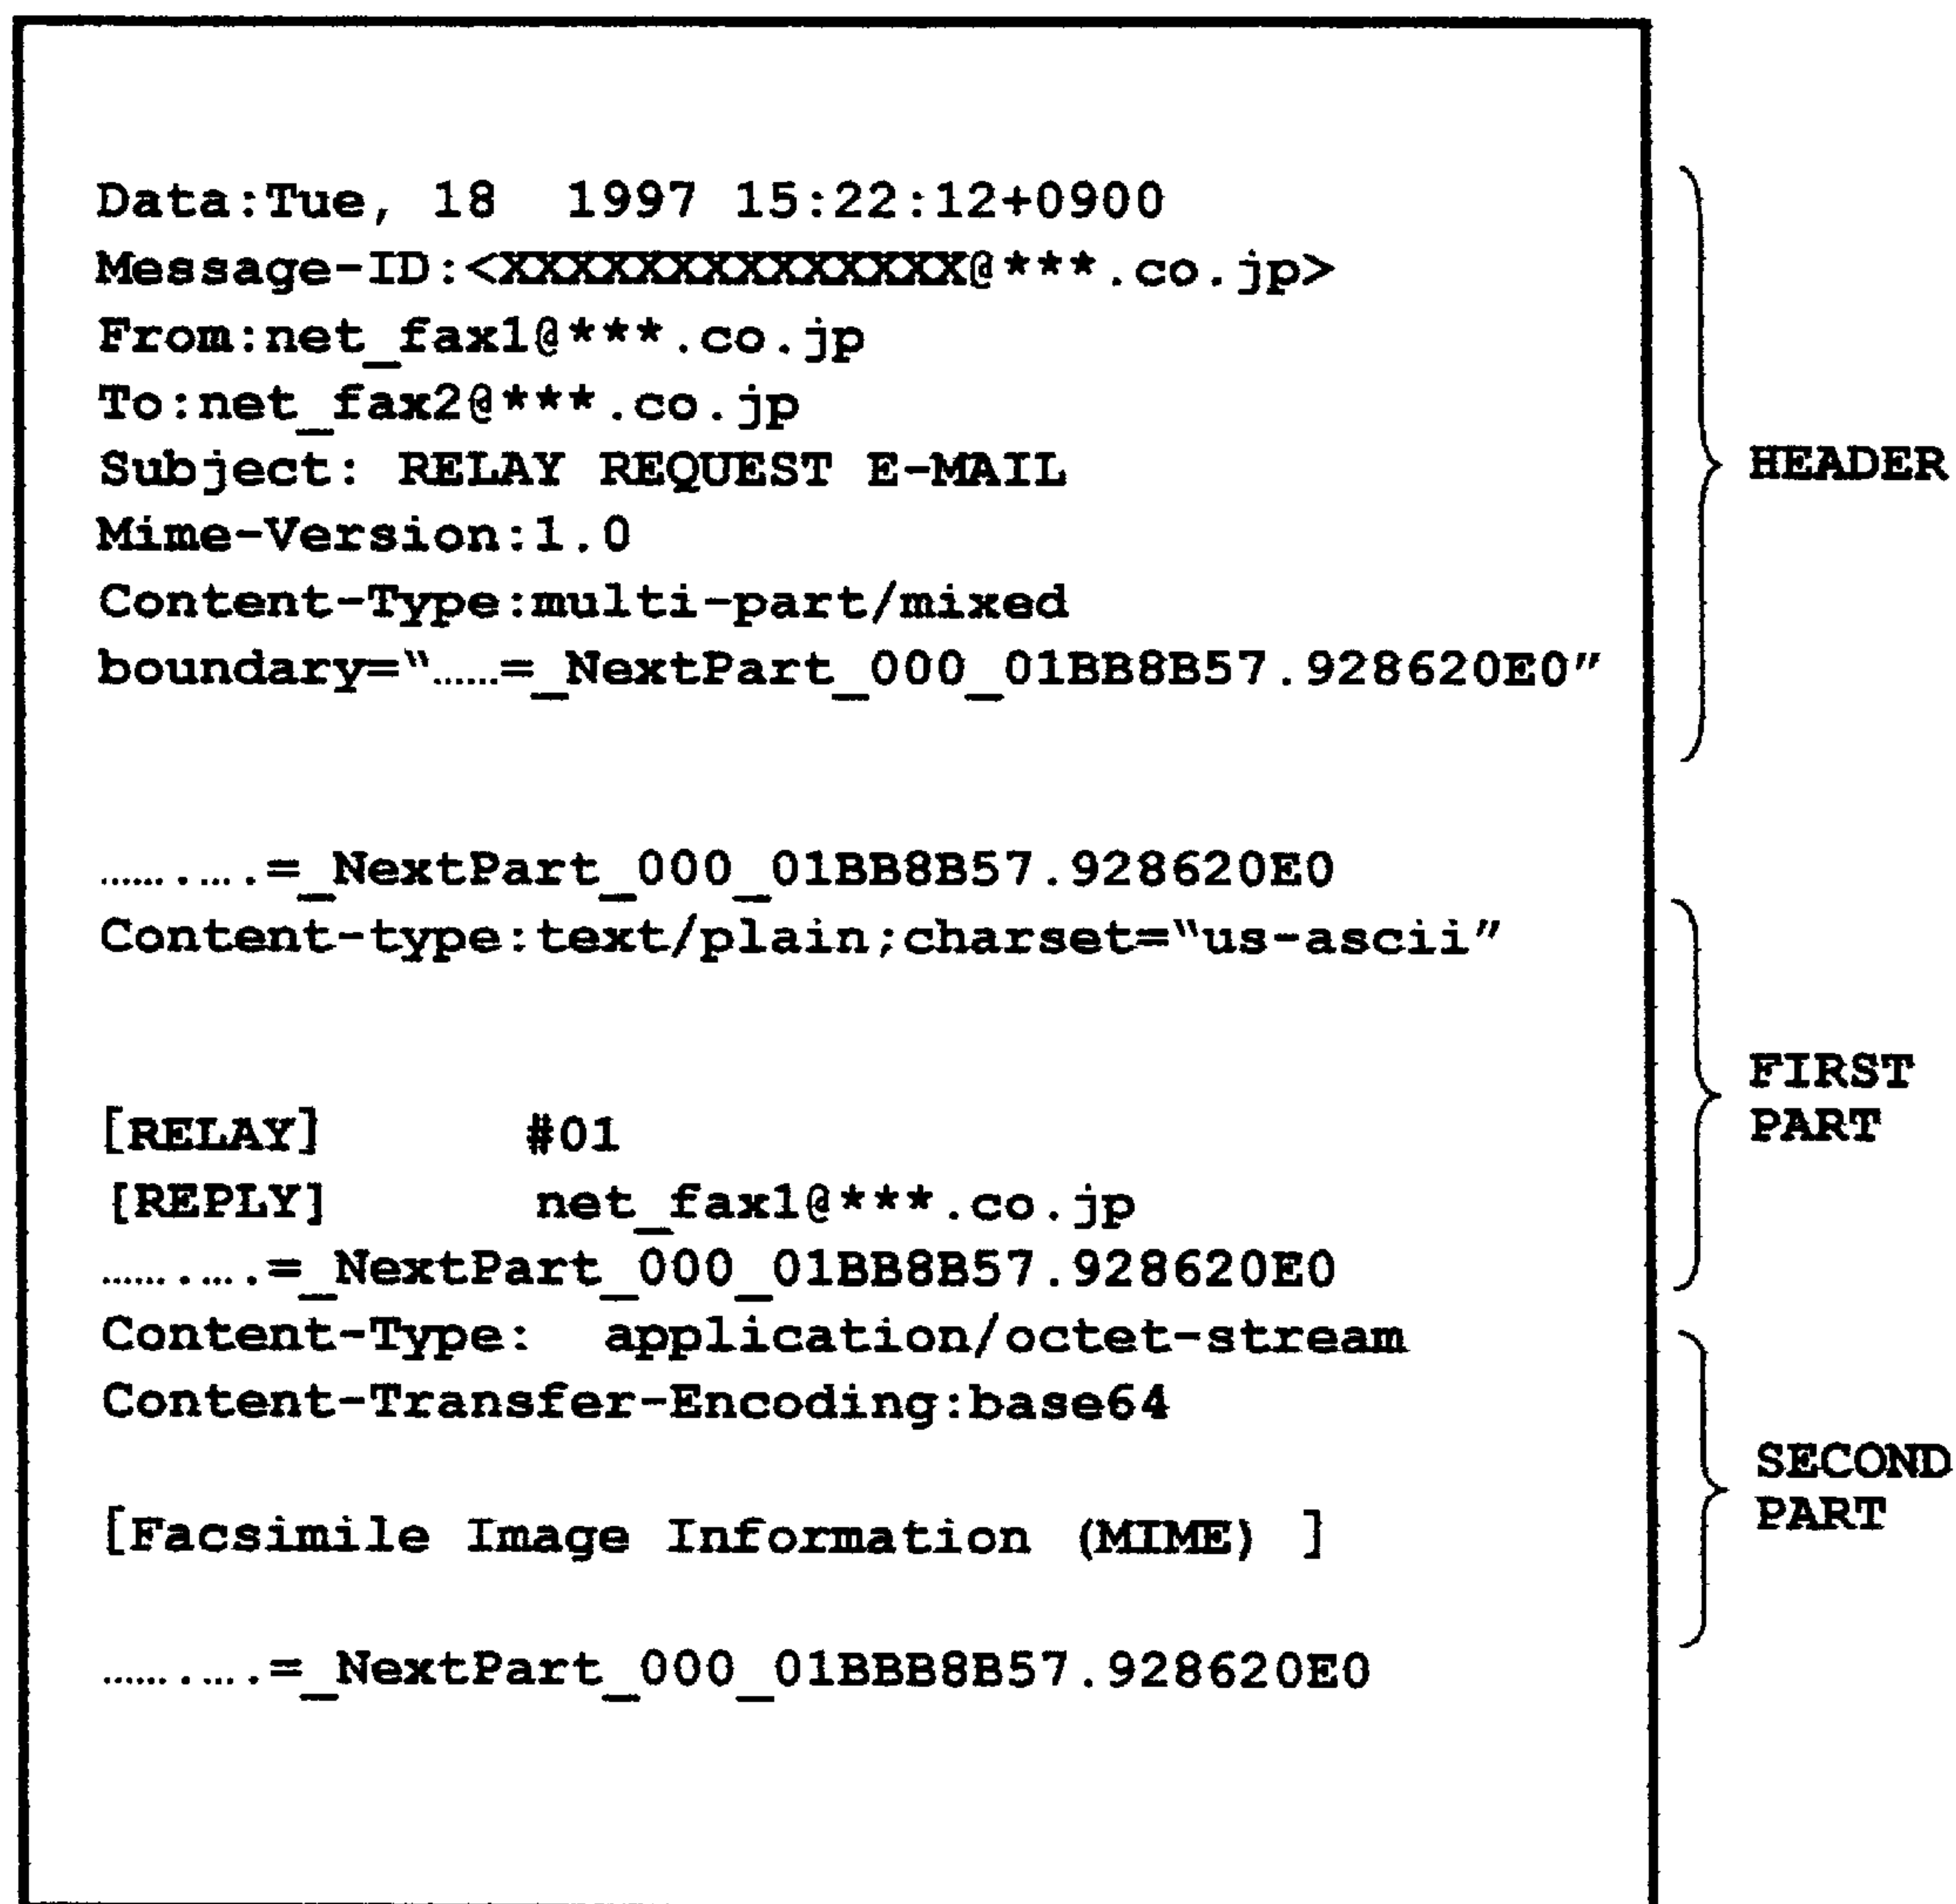 Data:Tue, 18 1997 15:22:12+0900
Message-ID:<XXXXXXXXXXXXXXXXX@***.co.jp>
From:net_fax1@***.co.jp
To:net_fax2@***.co.jp
Subject: RELAY REQUEST E-MAIL
Mime-Version:1.0
Content-Type:multi-part/mixed
boundary="……=_NextPart_000_01BB8B57.928620E0"
HEADER
…….….=_NextPart_000_01BB8B57.928620E0
Content-type:text/plain;charset="us-ascii"
[RELAY] #01
[REPLY] net_fax1@***.co.jp
…….….=_NextPart_000_01BB8B57.928620E0
FIRST
PART
Content-Type: application/octet-stream
Content-Transfer-Encoding:base64
[Facsimile Image Information (MIME) ]
SECOND
PART
…….….=_NextPart_000_01BBB8B57.928620E0